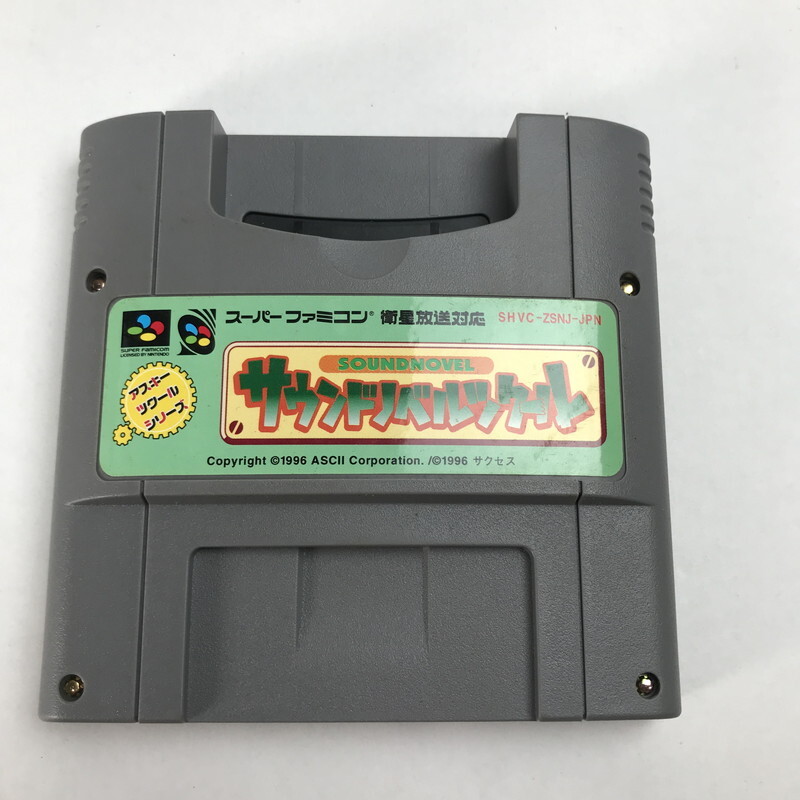 スーパーファミコン® 衛星放送対応 SHVC-ZSNJ-JPN
SUPER FAMICOM
LICENSED BY NINTENDO
SOUNDNOVEL
サウンドノベルツクール
アスキー
ツクール
シリーズ
Copyright ©1996 ASCII Corporation. /©1996 サクセス